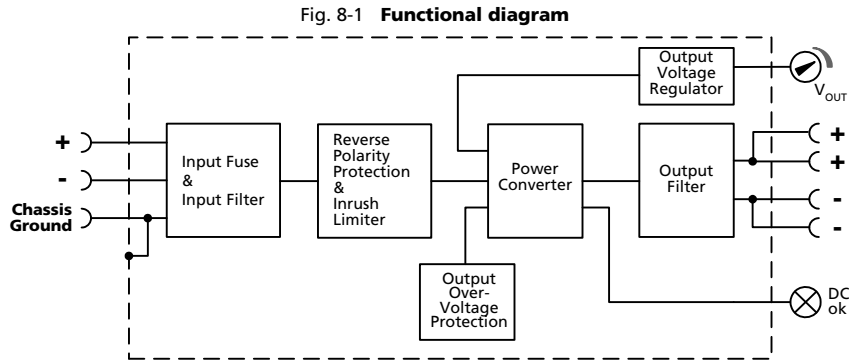 Fig. 8-1 Functional diagram
Output
Voltage
Regulator
V OUT
+
-
Chassis
Ground
Input Fuse
&
Input Filter
Reverse
Polarity
Protection
&
Inrush
Limiter
Power
Converter
Output
Filter
+
+
-
-
Output
Over-
Voltage
Protection
DC
ok